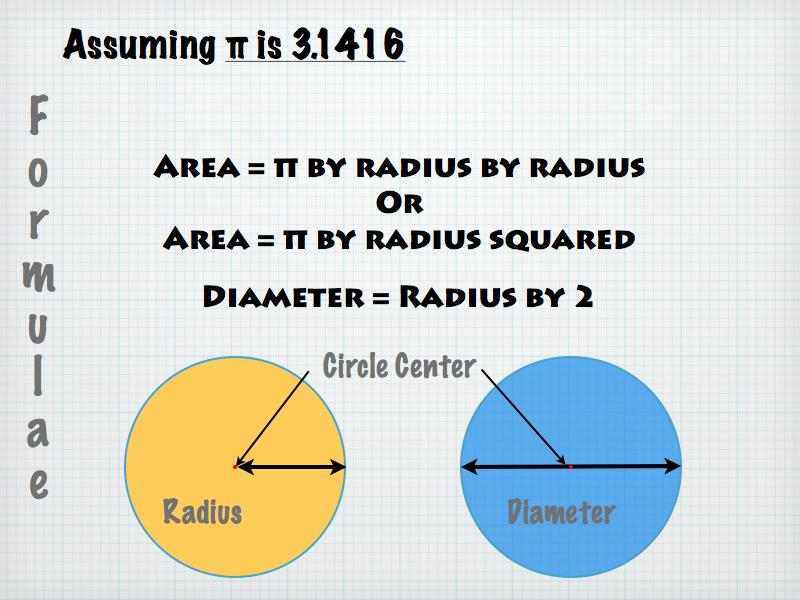 Assuming π is 3.1416
Formulae
Area = π by radius by radius
Or
Area = π by radius squared
Diameter = Radius by 2
Circle Center
Radius
Diameter